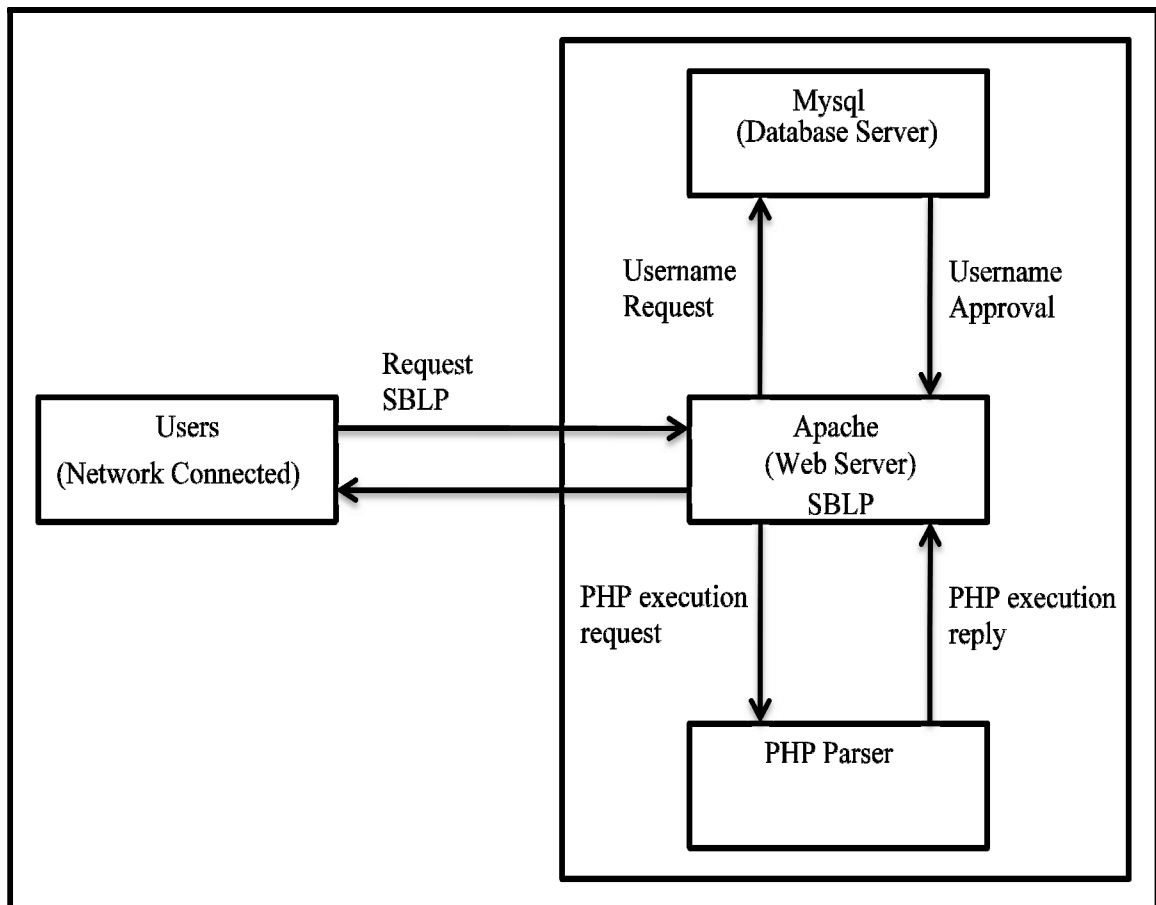 Mysql
(Database Server)
Username
Request
Username
Approval
Request
SBLP
Users
(Network Connected)
Apache
(Web Server)
SBLP
PHP execution
request
PHP execution
reply
PHP Parser